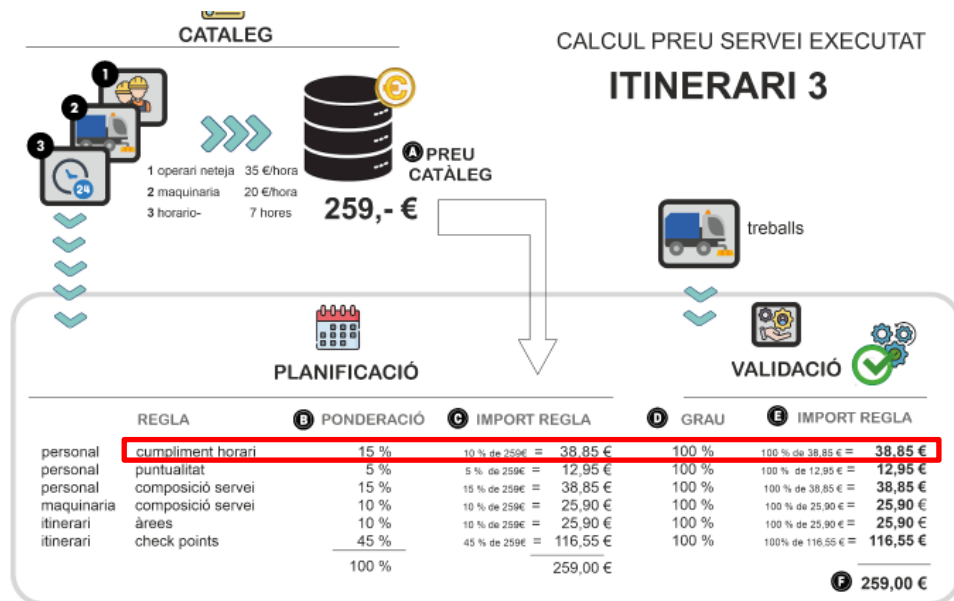 CATALEG
CALCUL PREU SERVEI EXECUTAT
ITINERARI 3
1
2
3
24
€
1 operari neteja 35 €/hora
2 maquinaria 20 €/hora
3 horario- 7 hores
A PREU
CATÀLEG
259,- €
treballs
PLANIFICACIÓ
VALIDACIÓ
REGLA B PONDERACIÓ C IMPORT REGLA D GRAU E IMPORT REGLA
personal cumpliment horari 15 % 10 % de 259€ = 38,85 € 100 % 100 % de 38,85 € = 38,85 €
personal puntualitat 5 % 5 % de 259€ = 12,95 € 100 % 100 % de 12,95 € = 12,95 €
personal composició servei 15 % 15 % de 259€ = 38,85 € 100 % 100 % de 38,85 € = 38,85 €
maquinaria composició servei 10 % 10 % de 259€ = 25,90 € 100 % 100 % de 25,90 € = 25,90 €
itinerari àrees 10 % 10 % de 259€ = 25,90 € 100 % 100 % de 25,90 € = 25,90 €
itinerari check points 45 % 45 % de 259€ = 116,55 € 100 % 100% de 116,55 € = 116,55 €
100 % 259,00 €
F 259,00 €